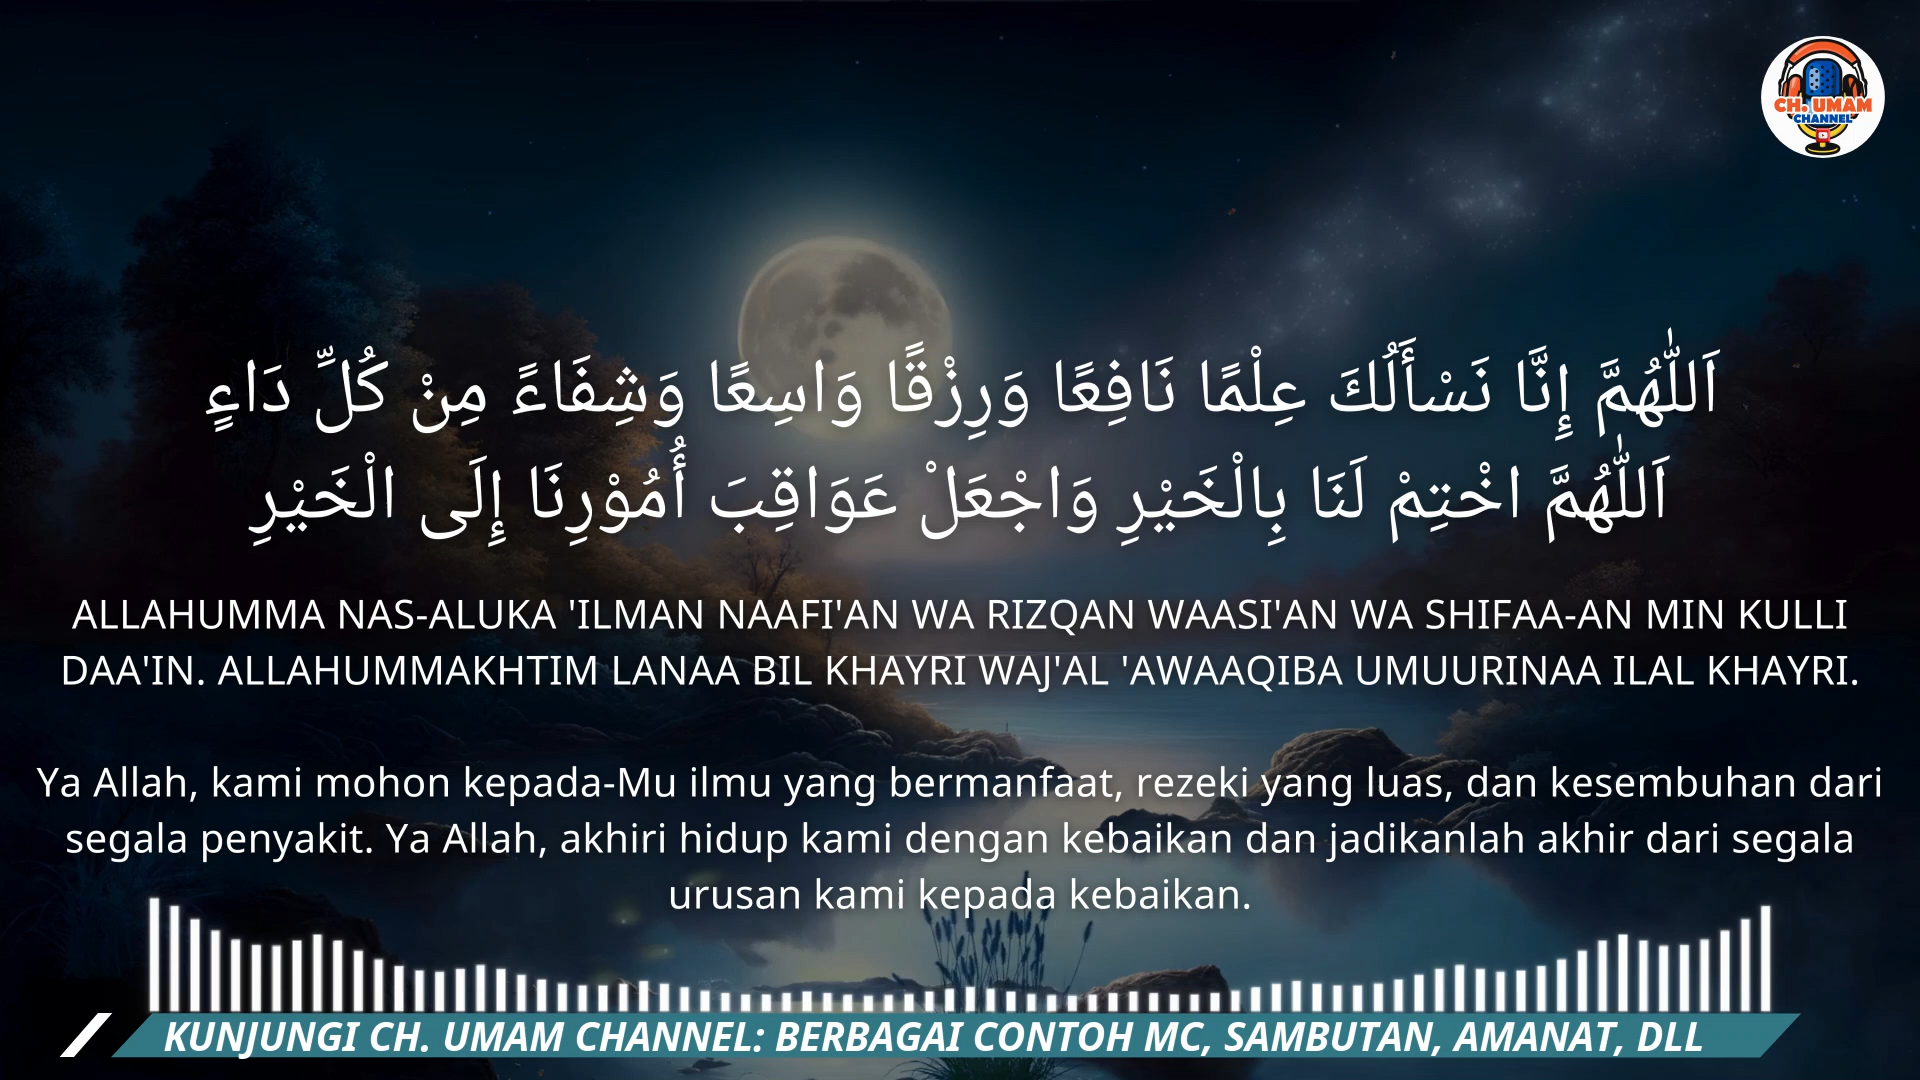 CH. UMAM
CHANNEL
اَللّٰهُمَّ إِنَّا نَسْأَلُكَ عِلْمًا نَافِعًا وَرِزْقًا وَاسِعًا وَشِفَاءً مِنْ كُلِّ دَاءٍ
اَللّٰهُمَّ اخْتِمْ لَنَا بِالْخَيْرِ وَاجْعَلْ عَوَاقِبَ أُمُوْرِنَا إِلَى الْخَيْرِ
ALLAHUMMA NAS-ALUKA 'ILMAN NAAFI'AN WA RIZQAN WAASI'AN WA SHIFAA-AN MIN KULLI
DAA'IN. ALLAHUMMAKHTIM LANAA BIL KHAYRI WAJ'AL 'AWAAQIBA UMUURINAA ILAL KHAYRI.
Ya Allah, kami mohon kepada-Mu ilmu yang bermanfaat, rezeki yang luas, dan kesembuhan dari
segala penyakit. Ya Allah, akhiri hidup kami dengan kebaikan dan jadikanlah akhir dari segala
urusan kami kepada kebaikan.
KUNJUNGI CH. UMAM CHANNEL: BERBAGAI CONTOH MC, SAMBUTAN, AMANAT, DLL